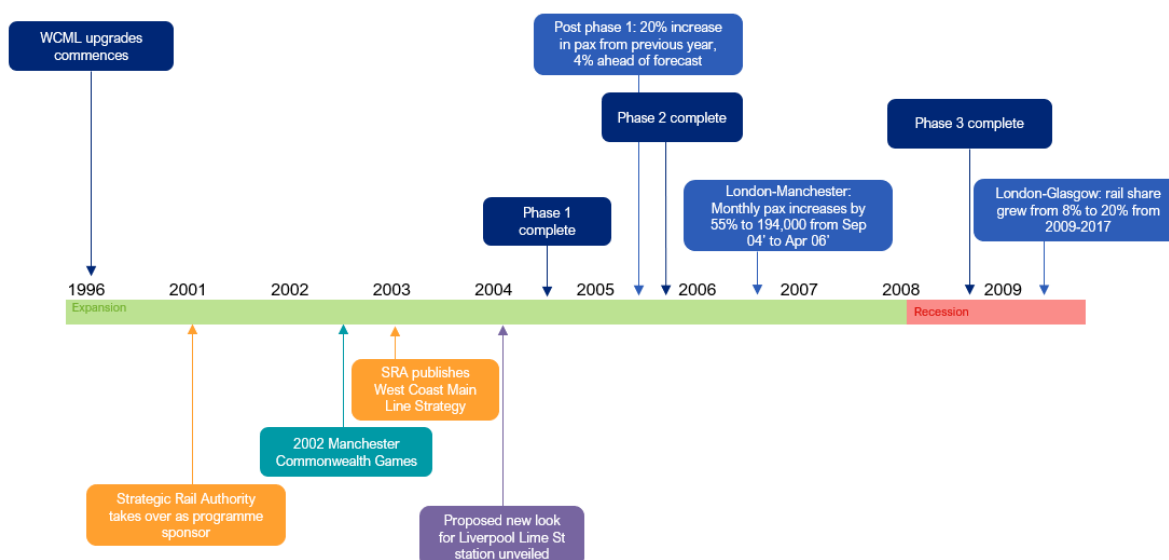 WCML upgrades
commences
Post phase 1: 20% increase
in pax from previous year,
4% ahead of forecast
Phase 2 complete
Phase 3 complete
Phase 1
complete
London-Manchester:
Monthly pax increases by
55% to 194,000 from Sep
04’ to Apr 06’
London-Glasgow: rail share
grew from 8% to 20% from
2009-2017
1996 2001 2002 2003 2004 2005 2006 2007 2008 2009
Expansion
Recession
SRA publishes
West Coast Main
Line Strategy
2002 Manchester
Commonwealth Games
Strategic Rail Authority
takes over as programme
sponsor
Proposed new look
for Liverpool Lime St
station unveiled